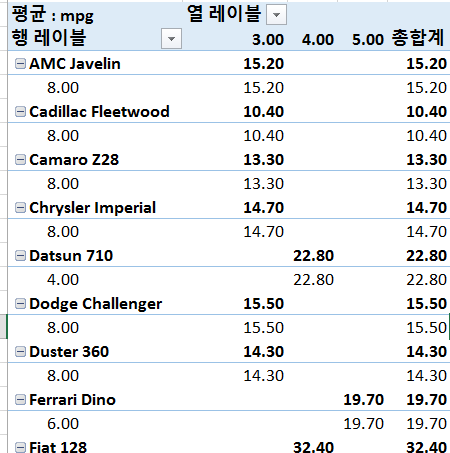 평균 : mpg 열 레이블
행 레이블 3.00 4.00 5.00 총합계
AMC Javelin 15.20 15.20
8.00 15.20 15.20
Cadillac Fleetwood 10.40 10.40
8.00 10.40 10.40
Camaro Z28 13.30 13.30
8.00 13.30 13.30
Chrysler Imperial 14.70 14.70
8.00 14.70 14.70
Datsun 710 22.80 22.80
4.00 22.80 22.80
Dodge Challenger 15.50 15.50
8.00 15.50 15.50
Duster 360 14.30 14.30
8.00 14.30 14.30
Ferrari Dino 19.70 19.70
6.00 19.70 19.70
Fiat 128 32.40 32.40